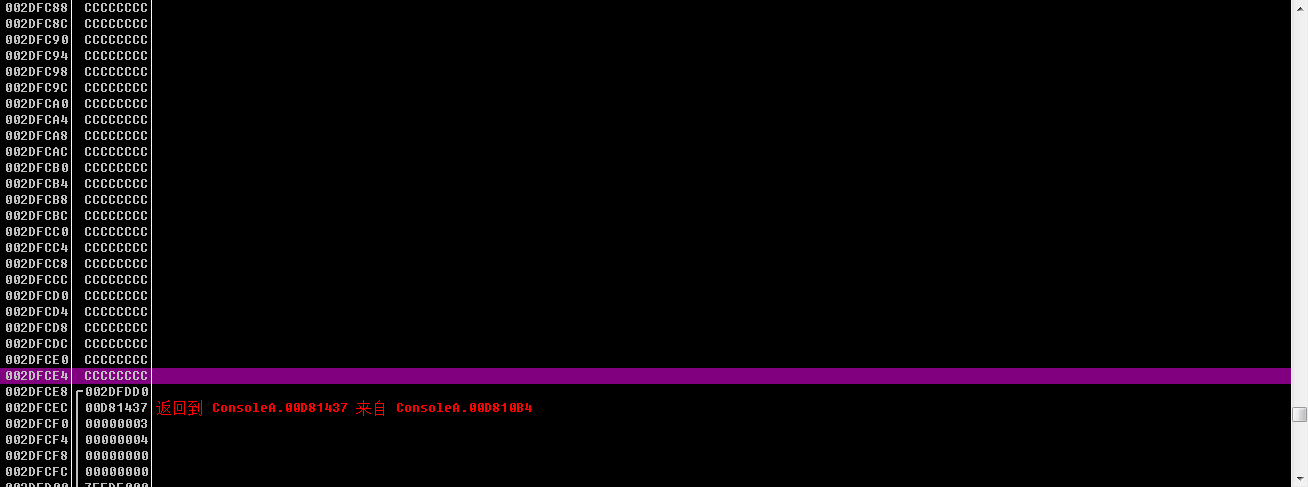 002DFC88 CCCCCCCC
002DFC8C CCCCCCCC
002DFC90 CCCCCCCC
002DFC94 CCCCCCCC
002DFC98 CCCCCCCC
002DFC9C CCCCCCCC
002DFCA0 CCCCCCCC
002DFCA4 CCCCCCCC
002DFCA8 CCCCCCCC
002DFCAC CCCCCCCC
002DFCB0 CCCCCCCC
002DFCB4 CCCCCCCC
002DFCB8 CCCCCCCC
002DFCBC CCCCCCCC
002DFCC0 CCCCCCCC
002DFCC4 CCCCCCCC
002DFCC8 CCCCCCCC
002DFCCC CCCCCCCC
002DFCD0 CCCCCCCC
002DFCD4 CCCCCCCC
002DFCD8 CCCCCCCC
002DFCDC CCCCCCCC
002DFCE0 CCCCCCCC
002DFCE4 CCCCCCCC
002DFCE8 002DFDD0
002DFCEC 00D81437 返回到 ConsoleA.00D81437 来自 ConsoleA.00D810B4
002DFCF0 00000003
002DFCF4 00000004
002DFCF8 00000000
002DFCFC 00000000